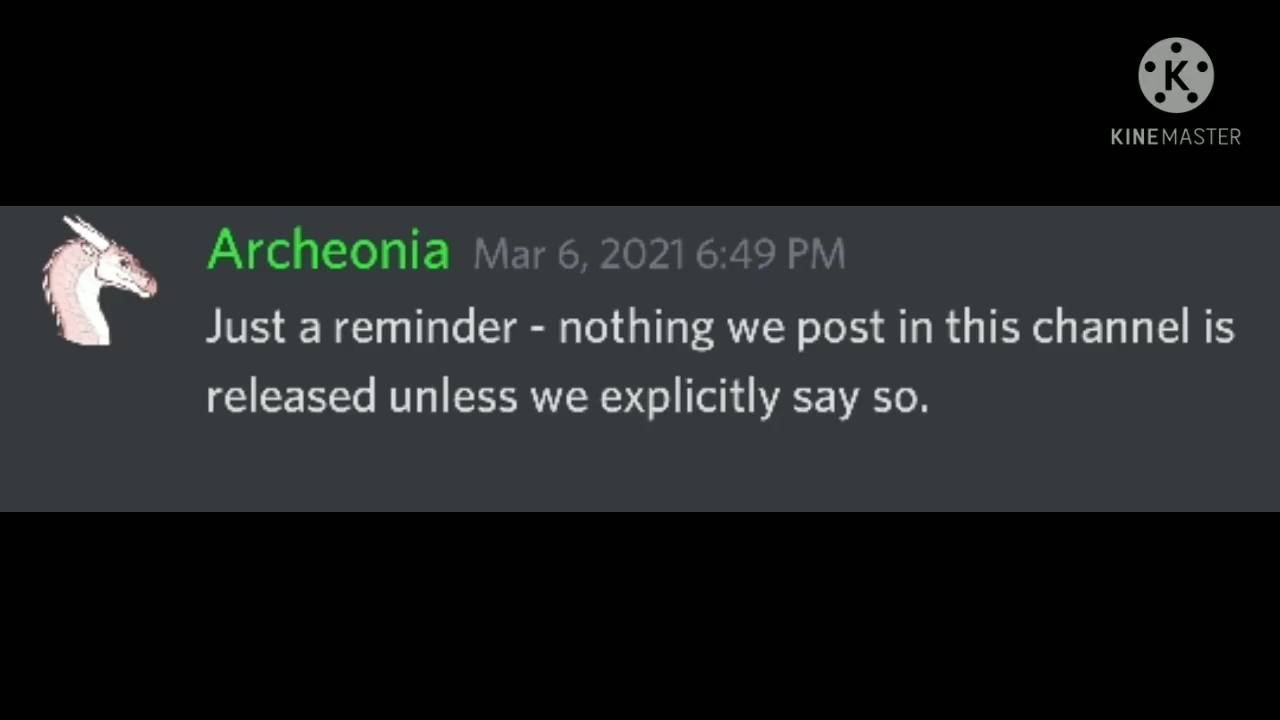 K
KINEMASTER
Archeonia Mar 6, 2021 6:49 PM
Just a reminder - nothing we post in this channel is
released unless we explicitly say so.